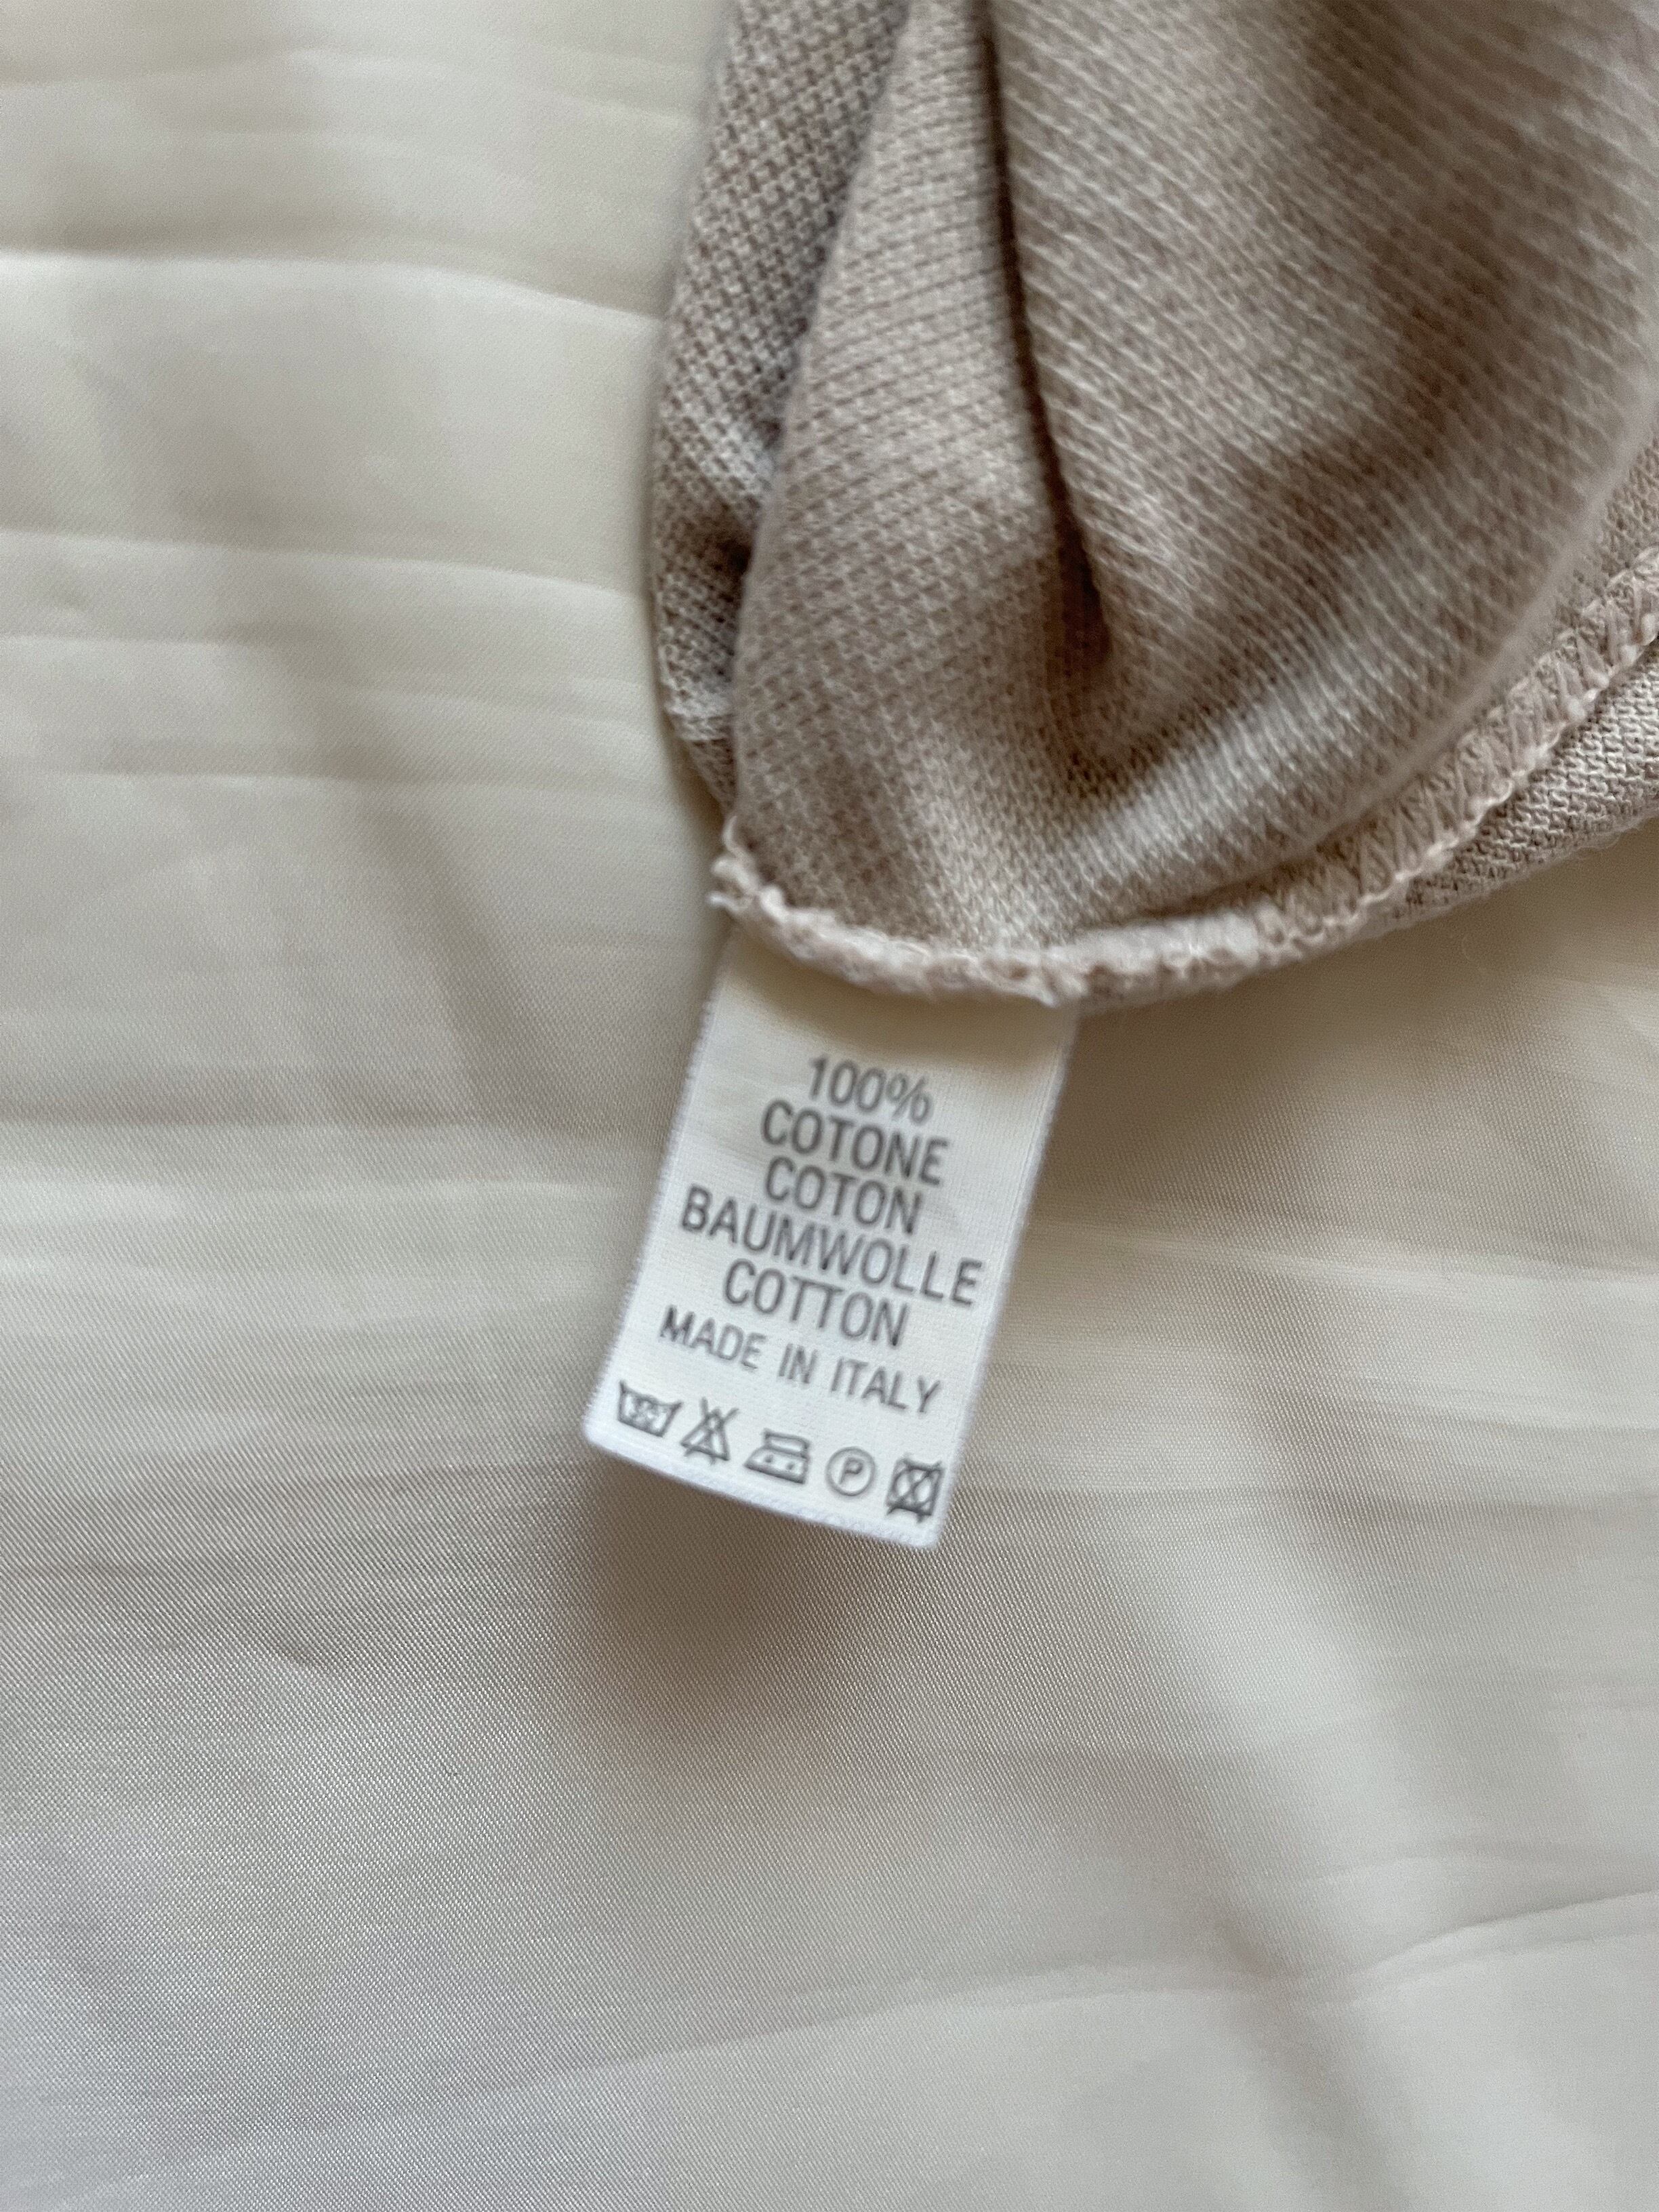 100%
COTONE
COTON
BAUMWOLLE
COTTON
MADE IN ITALY
P